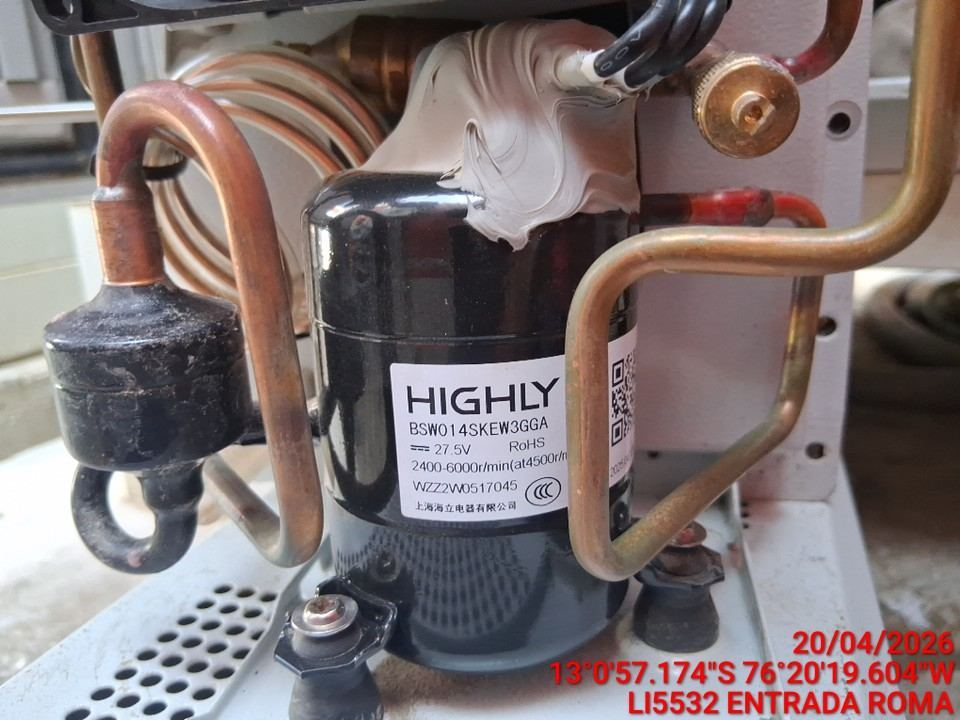 HIGHLY
BSW014SKEW3GGA
⎓ 27.5V RoHS
2400-6000r/min(at4500r/m
WZZ2W0517045
CCC
上海海立电器有限公司
20/04/2026
13°0'57.174"S 76°20'19.604"W
LI5532 ENTRADA ROMA